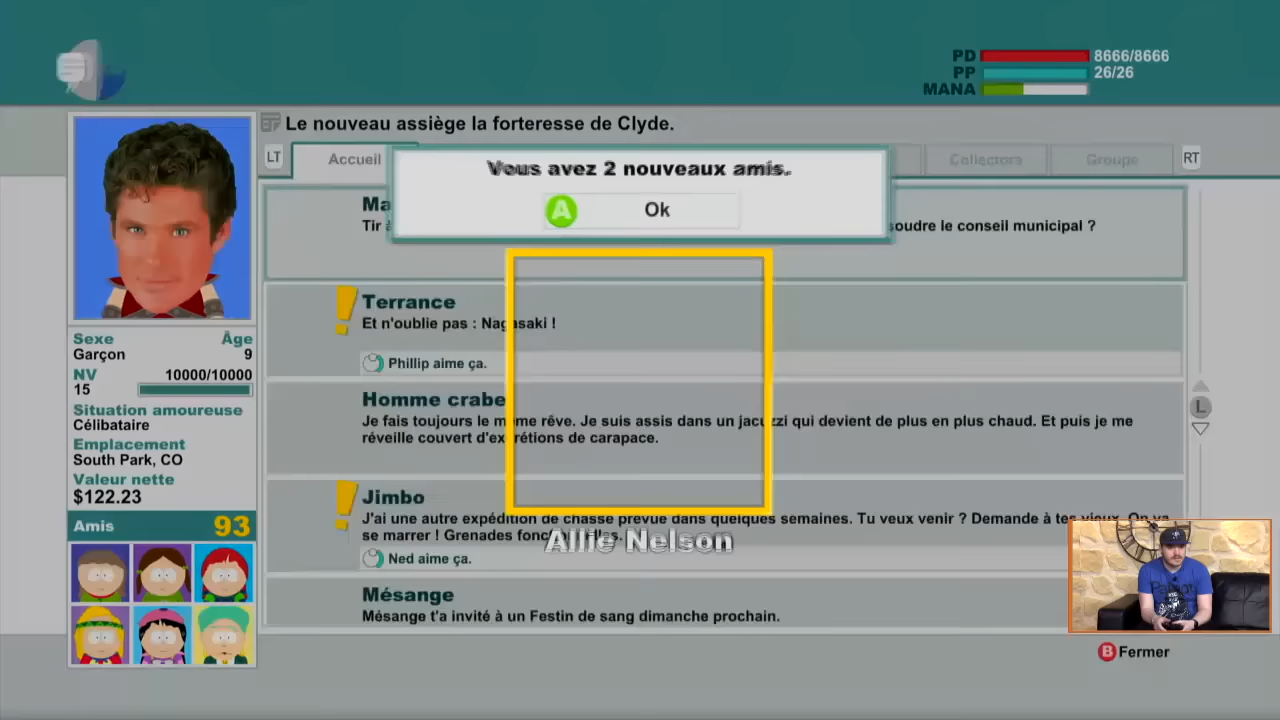 PD 8666/8666
PP 26/26
MANA
Le nouveau assiège la forteresse de Clyde.
LT Accueil Collectors Groupe RT
Vous avez 2 nouveaux amis.
A Ok
Ma
Tir soudre le conseil municipal ?
Terrance
Et n'oublie pas : Nagasaki !
Phillip aime ça.
Homme crabe
Je fais toujours le même rêve. Je suis assis dans un jacuzzi qui devient de plus en plus chaud. Et puis je me
réveille couvert d'excrétions de carapace.
Jimbo
J'ai une autre expédition de chasse prévue dans quelques semaines. Tu veux venir ? Demande à tes vieux. On va
se marrer ! Grenades
Allie Nelson
Ned aime ça.
Mésange
Mésange t'a invité à un Festin de sang dimanche prochain.
Sexe Âge
Garçon 9
NV 10000/10000
15
Situation amoureuse
Célibataire
Emplacement
South Park, CO
Valeur nette
$122.23
Amis 93
L
B Fermer